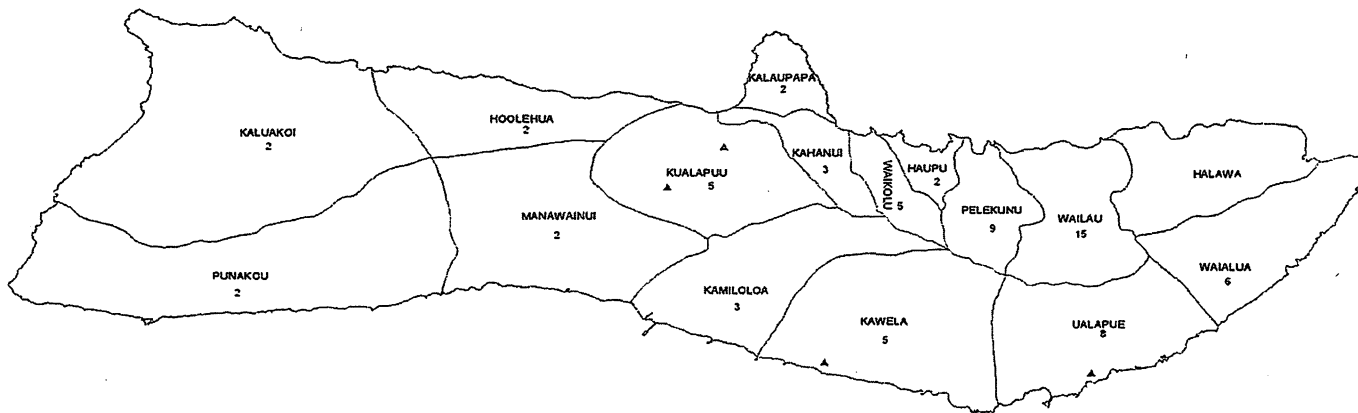 KALAUPAPA
2
KALUAKOI
2
HOOLEHUA
2
KUALAPUU
5
KAHANUI
3
WAIKOLU
5
HAUPU
2
PELEKUNU
9
WAILAU
15
HALAWA
MANAWAINUI
2
PUNAKOU
2
KAMILOLOA
3
KAWELA
5
UALAPUE
8
WAIALUA
6